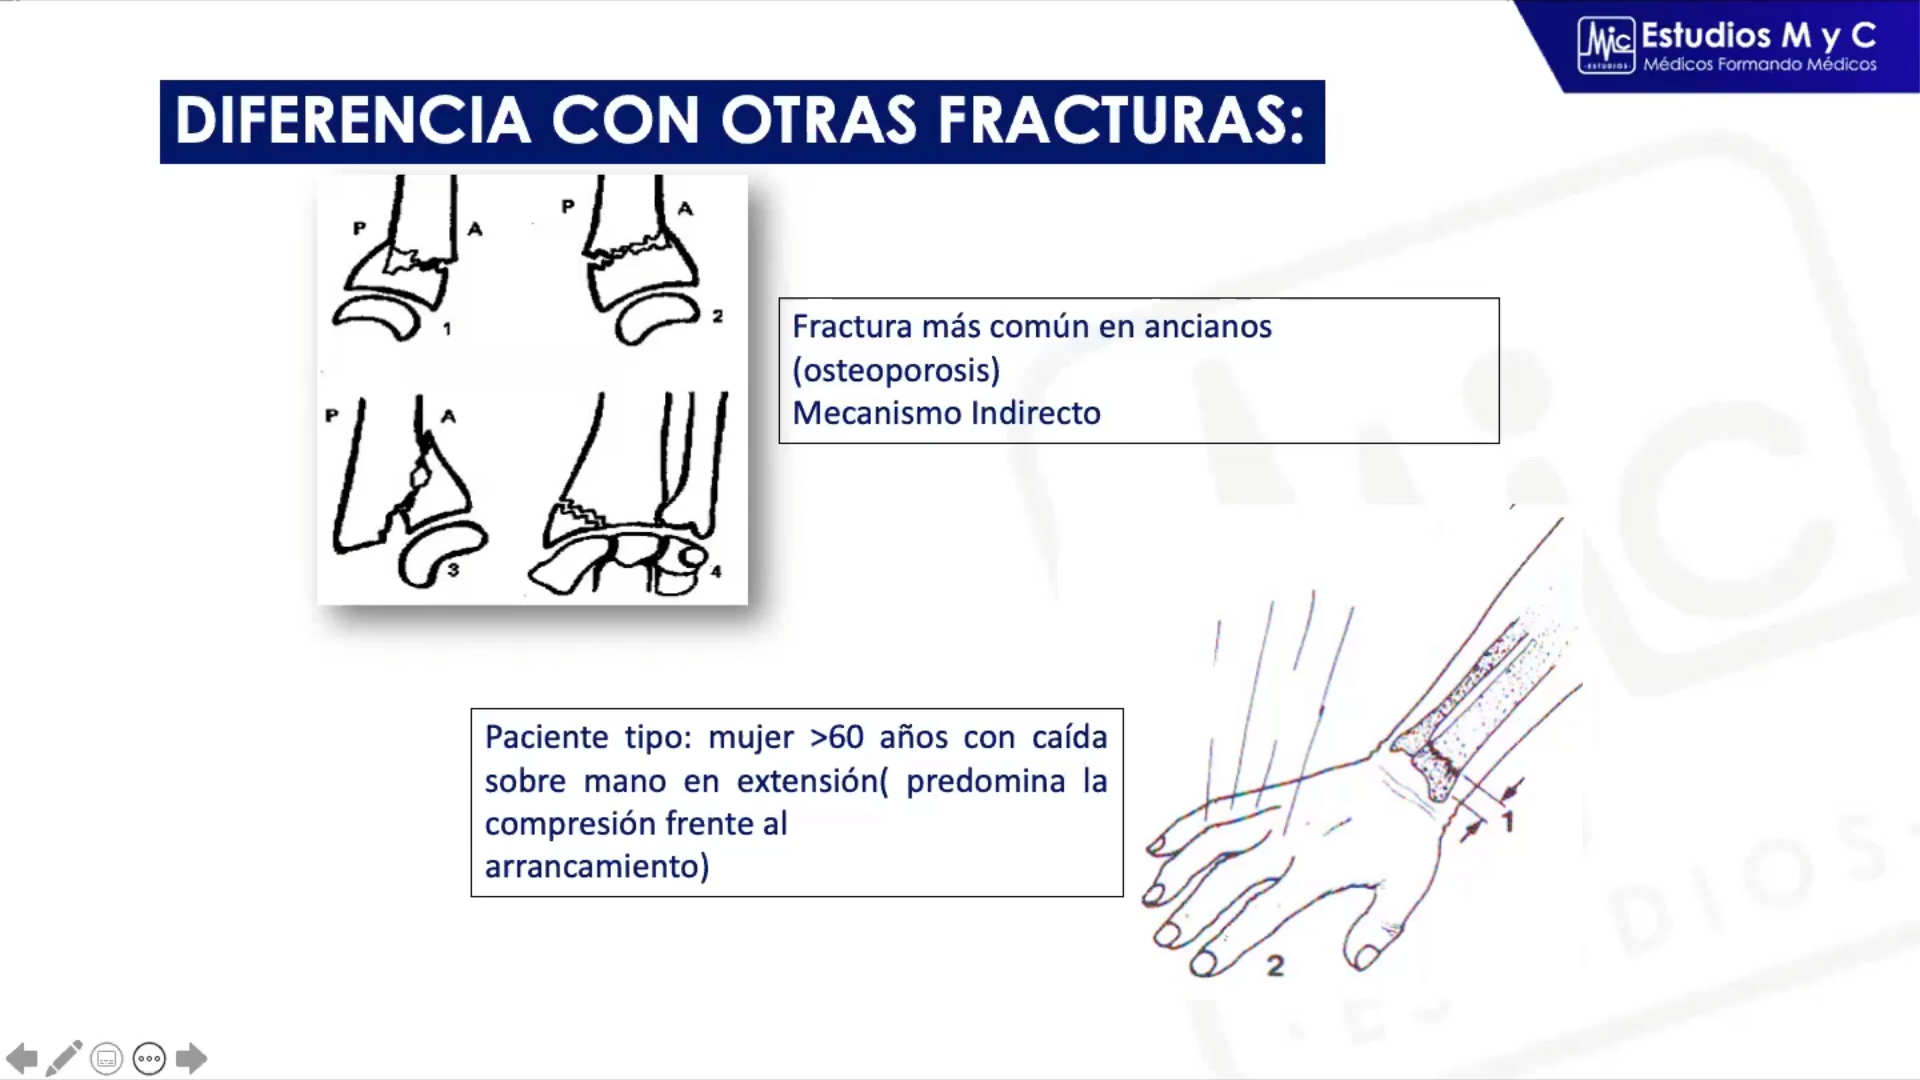 Mic
-ESTUDIOS-
Estudios M y C
Médicos Formando Médicos
DIFERENCIA CON OTRAS FRACTURAS:
P A
1
P A
2
P A
3
4
Fractura más común en ancianos
(osteoporosis)
Mecanismo Indirecto
Paciente tipo: mujer >60 años con caída
sobre mano en extensión( predomina la
compresión frente al
arrancamiento)
1
2